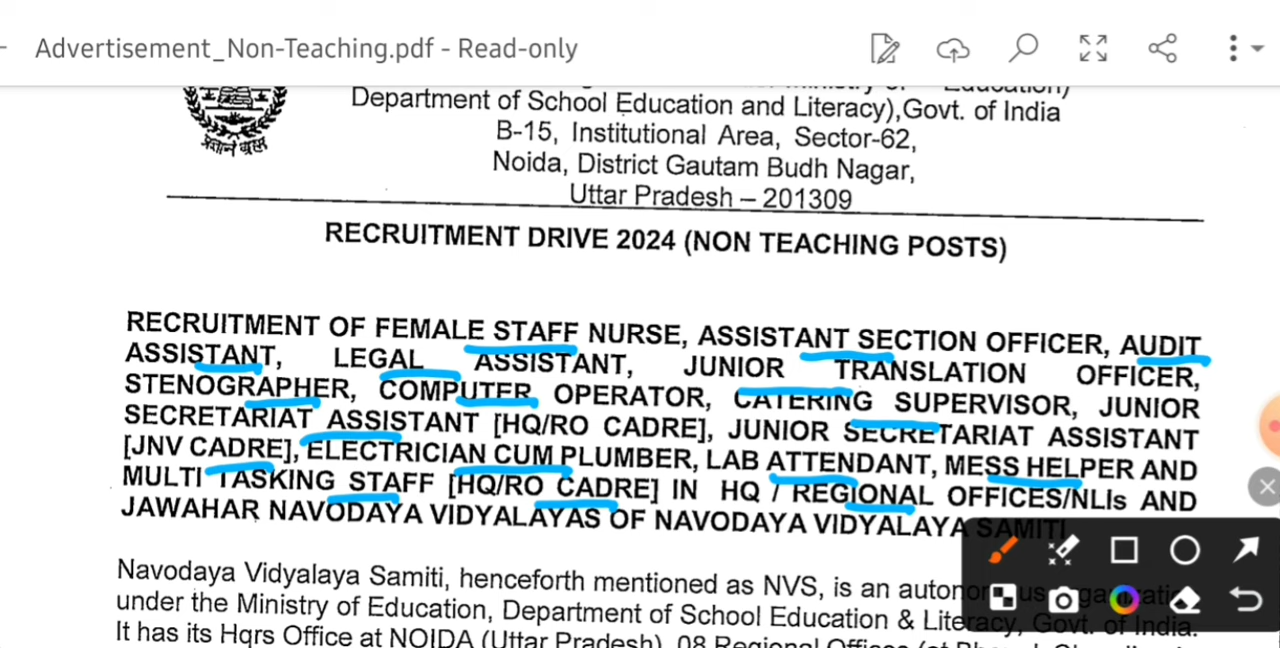 Advertisement_Non-Teaching.pdf - Read-only
Education)
Department of School Education and Literacy),Govt. of India
B-15, Institutional Area, Sector-62,
Noida, District Gautam Budh Nagar,
Uttar Pradesh – 201309
RECRUITMENT DRIVE 2024 (NON TEACHING POSTS)
RECRUITMENT OF FEMALE STAFF NURSE, ASSISTANT SECTION OFFICER, AUDIT
ASSISTANT, LEGAL ASSISTANT, JUNIOR TRANSLATION OFFICER,
STENOGRAPHER, COMPUTER OPERATOR, CATERING SUPERVISOR, JUNIOR
SECRETARIAT ASSISTANT [HQ/RO CADRE], JUNIOR SECRETARIAT ASSISTANT
[JNV CADRE], ELECTRICIAN CUM PLUMBER, LAB ATTENDANT, MESS HELPER AND
MULTI TASKING STAFF [HQ/RO CADRE] IN HQ / REGIONAL OFFICES/NLIs AND
JAWAHAR NAVODAYA VIDYALAYAS OF NAVODAYA VIDYALAYA SAMITI
Navodaya Vidyalaya Samiti, henceforth mentioned as NVS, is an autonomous
under the Ministry of Education, Department of School Education & Literacy, Govt. of India.
It has its Hqrs Office at NOIDA (Uttar Pradesh), 08 Regional Offices (at Bhopal,